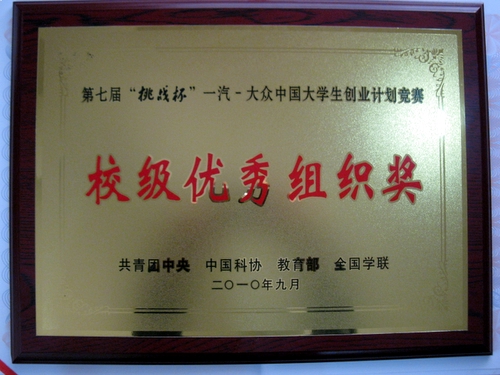 第七届“挑战杯”一汽-大众中国大学生创业计划竞赛
校级优秀组织奖
共青团中央 中国科协 教育部 全国学联
二〇一〇年九月